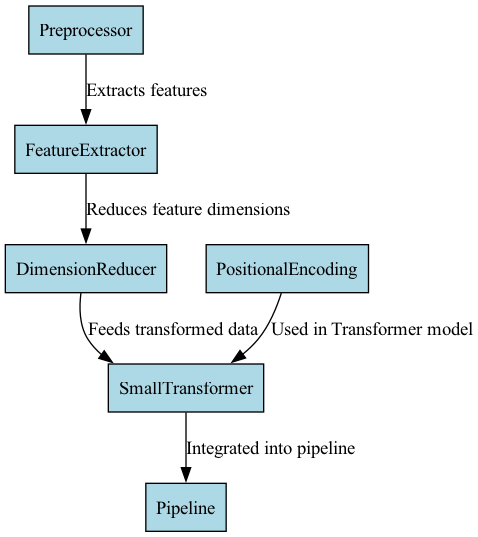 Preprocessor
Extracts features
FeatureExtractor
Reduces feature dimensions
DimensionReducer
PositionalEncoding
Feeds transformed data
Used in Transformer model
SmallTransformer
Integrated into pipeline
Pipeline